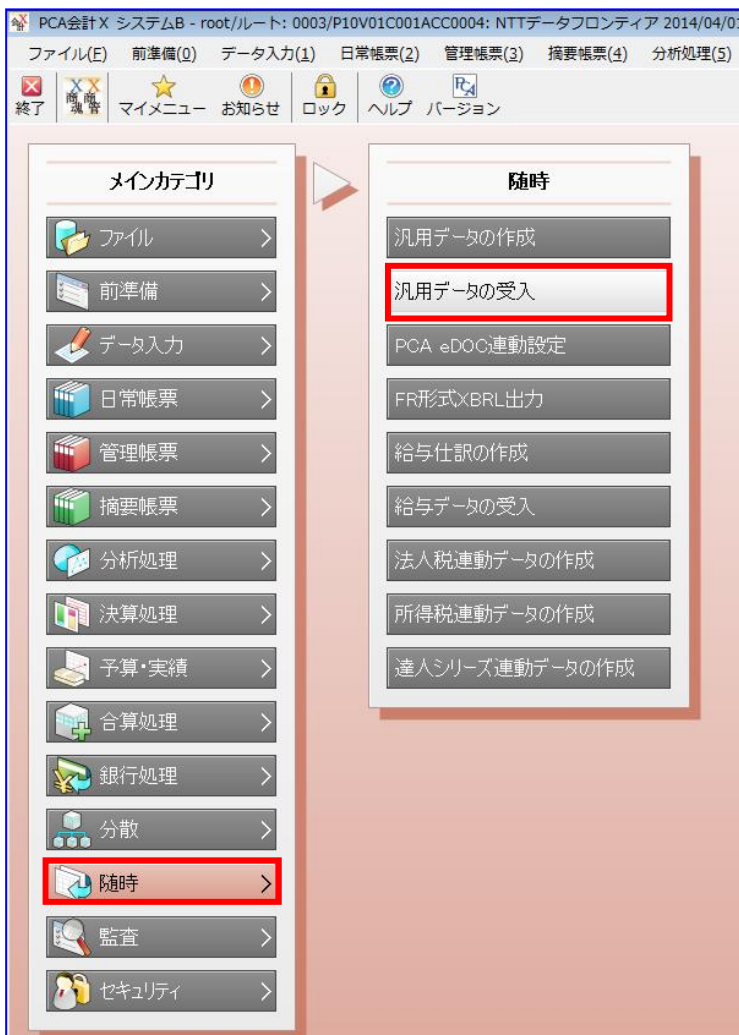 PCA会計X システムB - root/ルート: 0003/P10V01C001ACC0004: NTTデータフロンティア 2014/04/01
ファイル(F) 前準備(0) データ入力(1) 日常帳票(2) 管理帳票(3) 摘要帳票(4) 分析処理(5)
終了 商魂 商管 マイメニュー お知らせ ロック ヘルプ バージョン
メインカテゴリ
ファイル
前準備
データ入力
日常帳票
管理帳票
摘要帳票
分析処理
決算処理
予算・実績
合算処理
銀行処理
分散
随時
監査
セキュリティ
随時
汎用データの作成
汎用データの受入
PCA eDOC連動設定
FR形式XBRL出力
給与仕訳の作成
給与データの受入
法人税連動データの作成
所得税連動データの作成
達人シリーズ連動データの作成